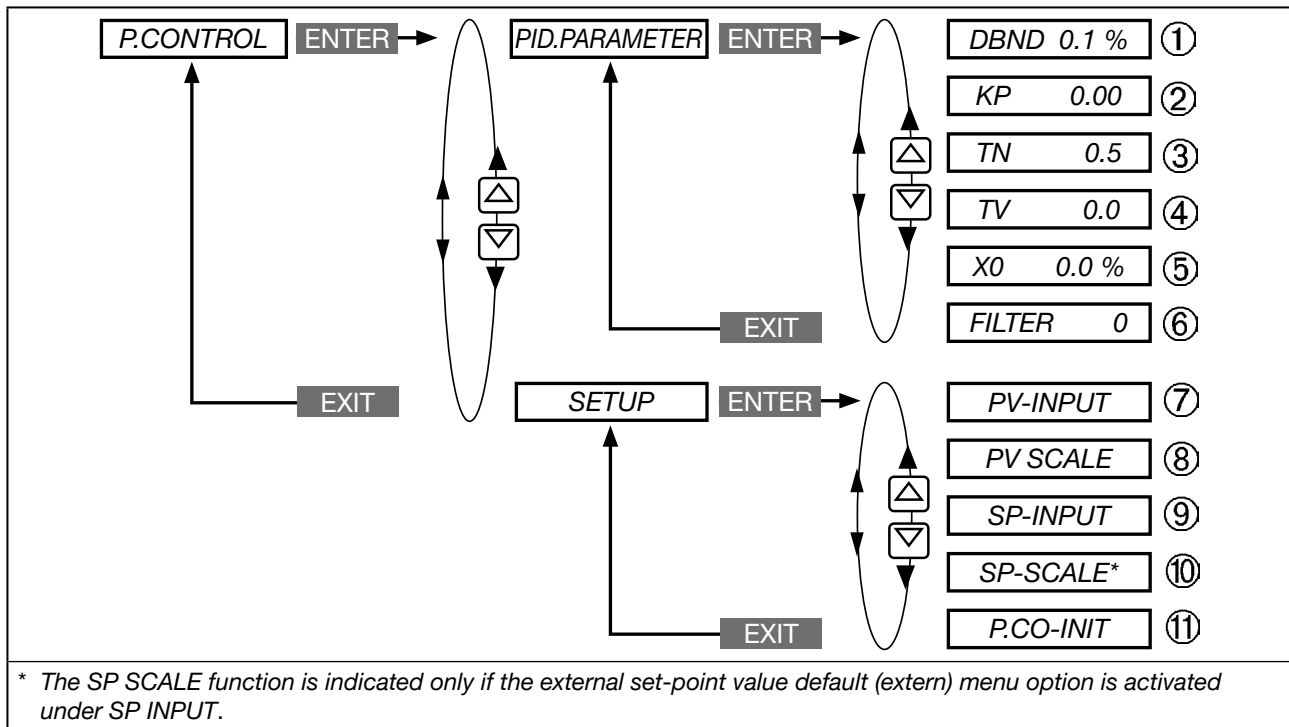 P.CONTROL ENTER PID.PARAMETER ENTER DBND 0.1 % ①
KP 0.00 ②
TN 0.5 ③
TV 0.0 ④
X0 0.0 % ⑤
EXIT FILTER 0 ⑥
EXIT SETUP ENTER PV-INPUT ⑦
PV SCALE ⑧
SP-INPUT ⑨
SP-SCALE* ⑩
EXIT P.CO-INIT ⑪
* The SP SCALE function is indicated only if the external set-point value default (extern) menu option is activated
under SP INPUT.